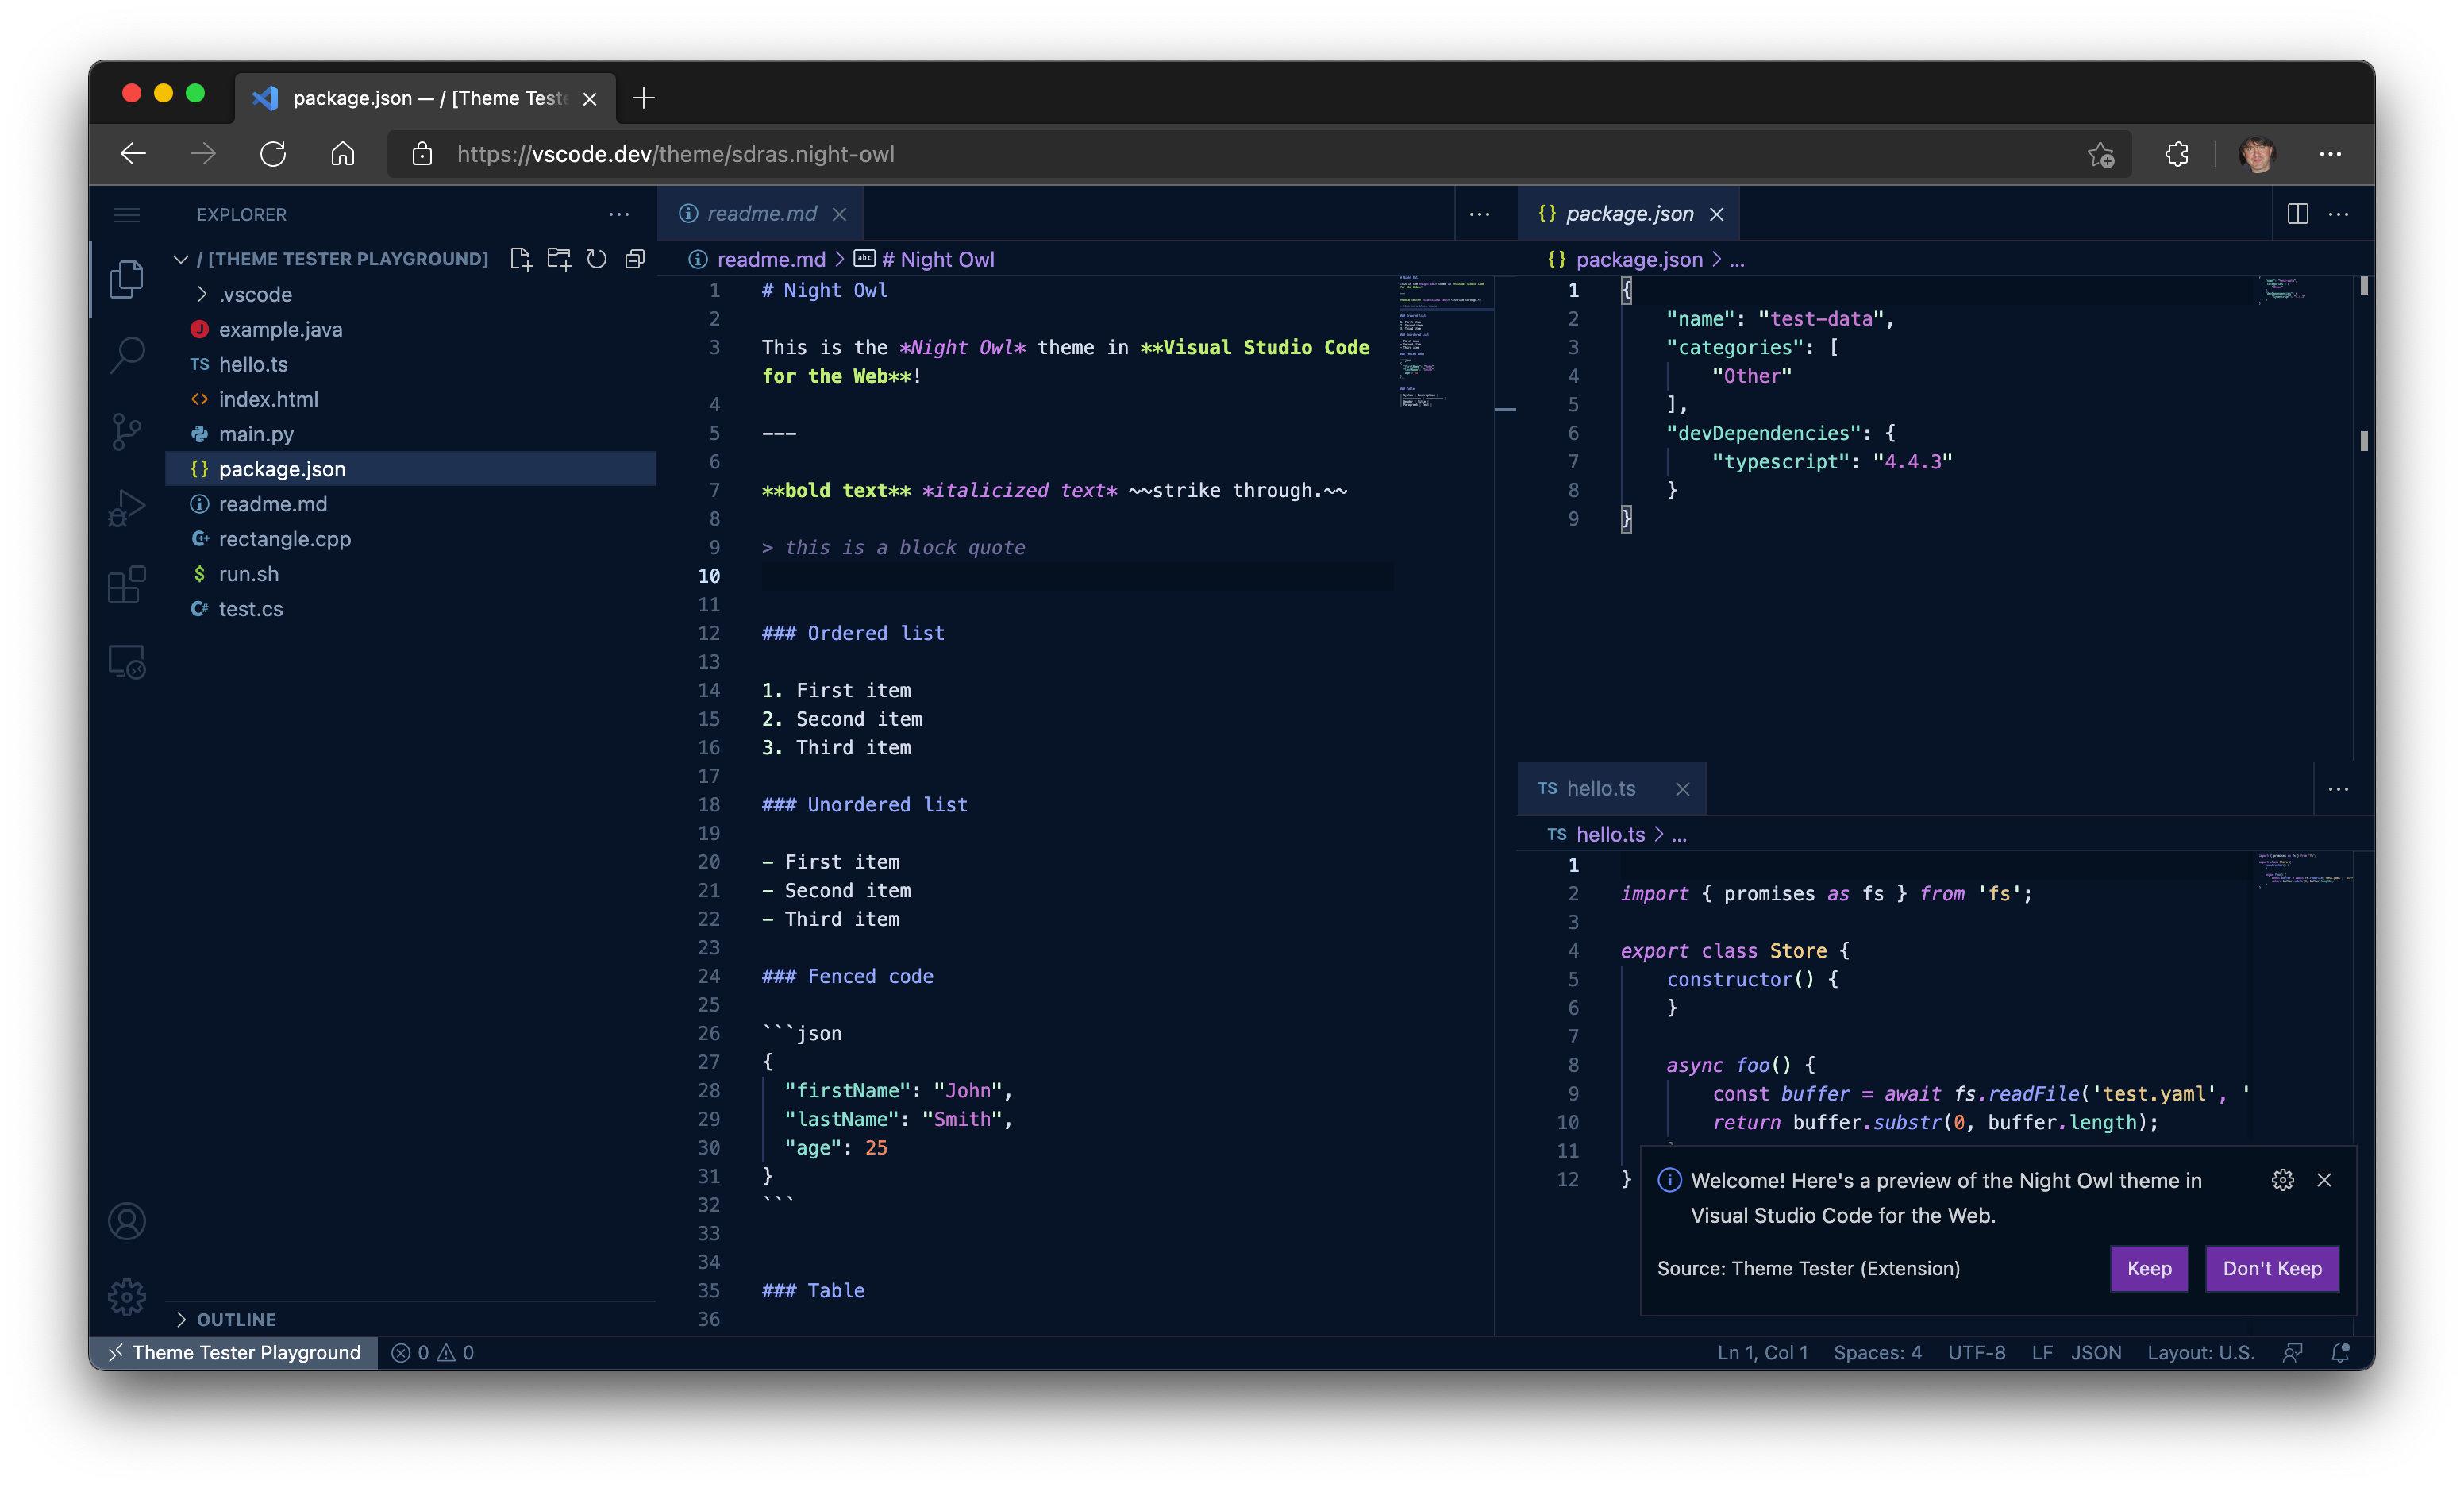 package.json — / [Theme Teste
https://vscode.dev/theme/sdras.night-owl
EXPLORER
/ [THEME TESTER PLAYGROUND]
.vscode
J example.java
TS hello.ts
<> index.html
main.py
{} package.json
readme.md
C+ rectangle.cpp
$ run.sh
C# test.cs
OUTLINE
readme.md
readme.md > abc # Night Owl
1 # Night Owl
2
3 This is the *Night Owl* theme in **Visual Studio Code
for the Web**!
4
5 ---
6
7 **bold text** *italicized text* ~~strike through.~~
8
9 > this is a block quote
10
11
12 ### Ordered list
13
14 1. First item
15 2. Second item
16 3. Third item
17
18 ### Unordered list
19
20 - First item
21 - Second item
22 - Third item
23
24 ### Fenced code
25
26 ```json
27 {
28 "firstName": "John",
29 "lastName": "Smith",
30 "age": 25
31 }
32 ```
33
34
35 ### Table
36
{} package.json
{} package.json > ...
1 {
2 "name": "test-data",
3 "categories": [
4 "Other"
5 ],
6 "devDependencies": {
7 "typescript": "4.4.3"
8 }
9 }
TS hello.ts
TS hello.ts > ...
1
2 import { promises as fs } from 'fs';
3
4 export class Store {
5 constructor() {
6 }
7
8 async foo() {
9 const buffer = await fs.readFile('test.yaml', '
10 return buffer.substr(0, buffer.length);
11
12 }
Welcome! Here's a preview of the Night Owl theme in
Visual Studio Code for the Web.
Source: Theme Tester (Extension)
Keep
Don't Keep
Theme Tester Playground
0 0
Ln 1, Col 1 Spaces: 4 UTF-8 LF JSON Layout: U.S.